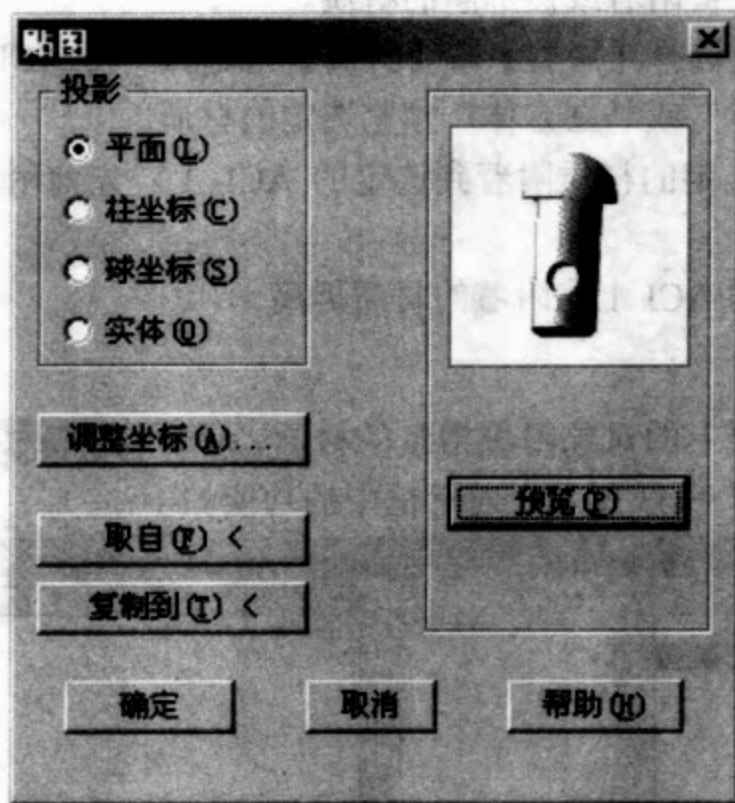 贴图
投影
平面(L)
柱坐标(C)
球坐标(S)
实体(O)
调整坐标(A)...
取自(F) <
复制到(T) <
预览(P)
确定
取消
帮助(H)